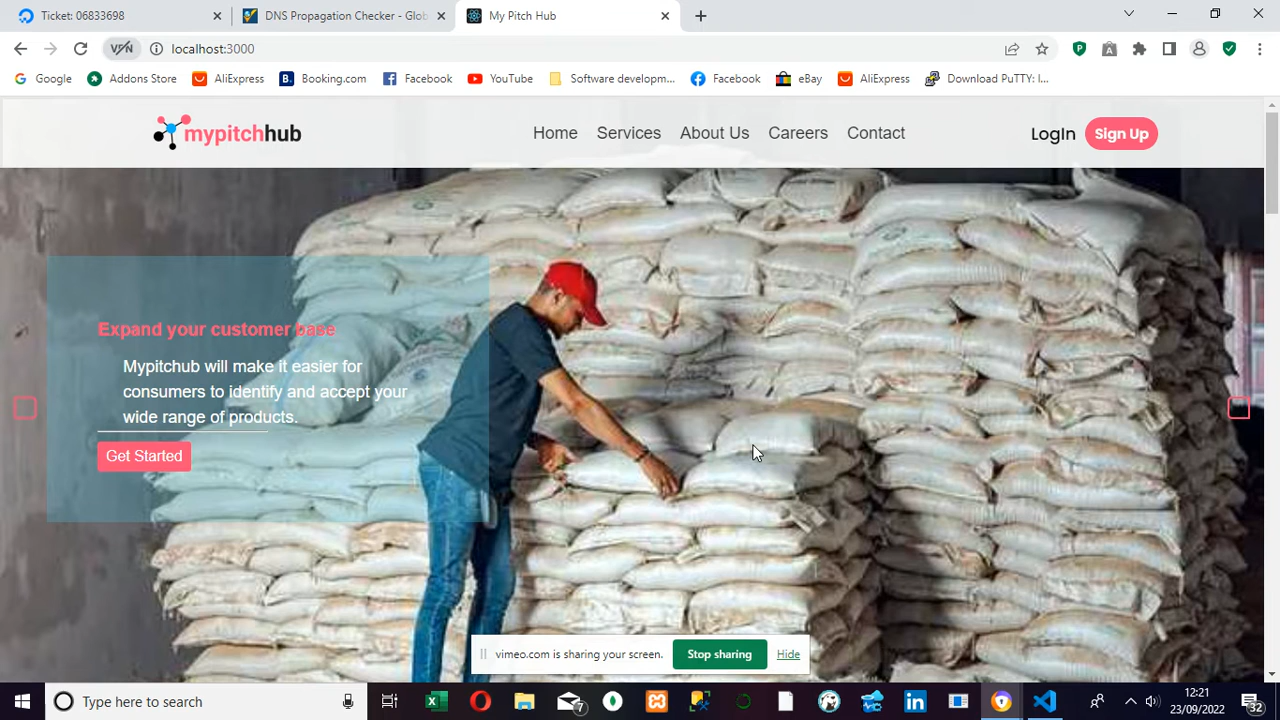 Ticket: 06833698
DNS Propagation Checker - Glob
My Pitch Hub
VPN
localhost:3000
Google
Addons Store
AliExpress
Booking.com
Facebook
YouTube
Software developm...
Facebook
eBay
AliExpress
Download PuTTY: l...
mypitchhub
Home
Services
About Us
Careers
Contact
LogIn
Sign Up
Expand your customer base
Mypitchub will make it easier for
consumers to identify and accept your
wide range of products.
Get Started
vimeo.com is sharing your screen.
Stop sharing
Hide
Type here to search
7
12:21
23/09/2022
32